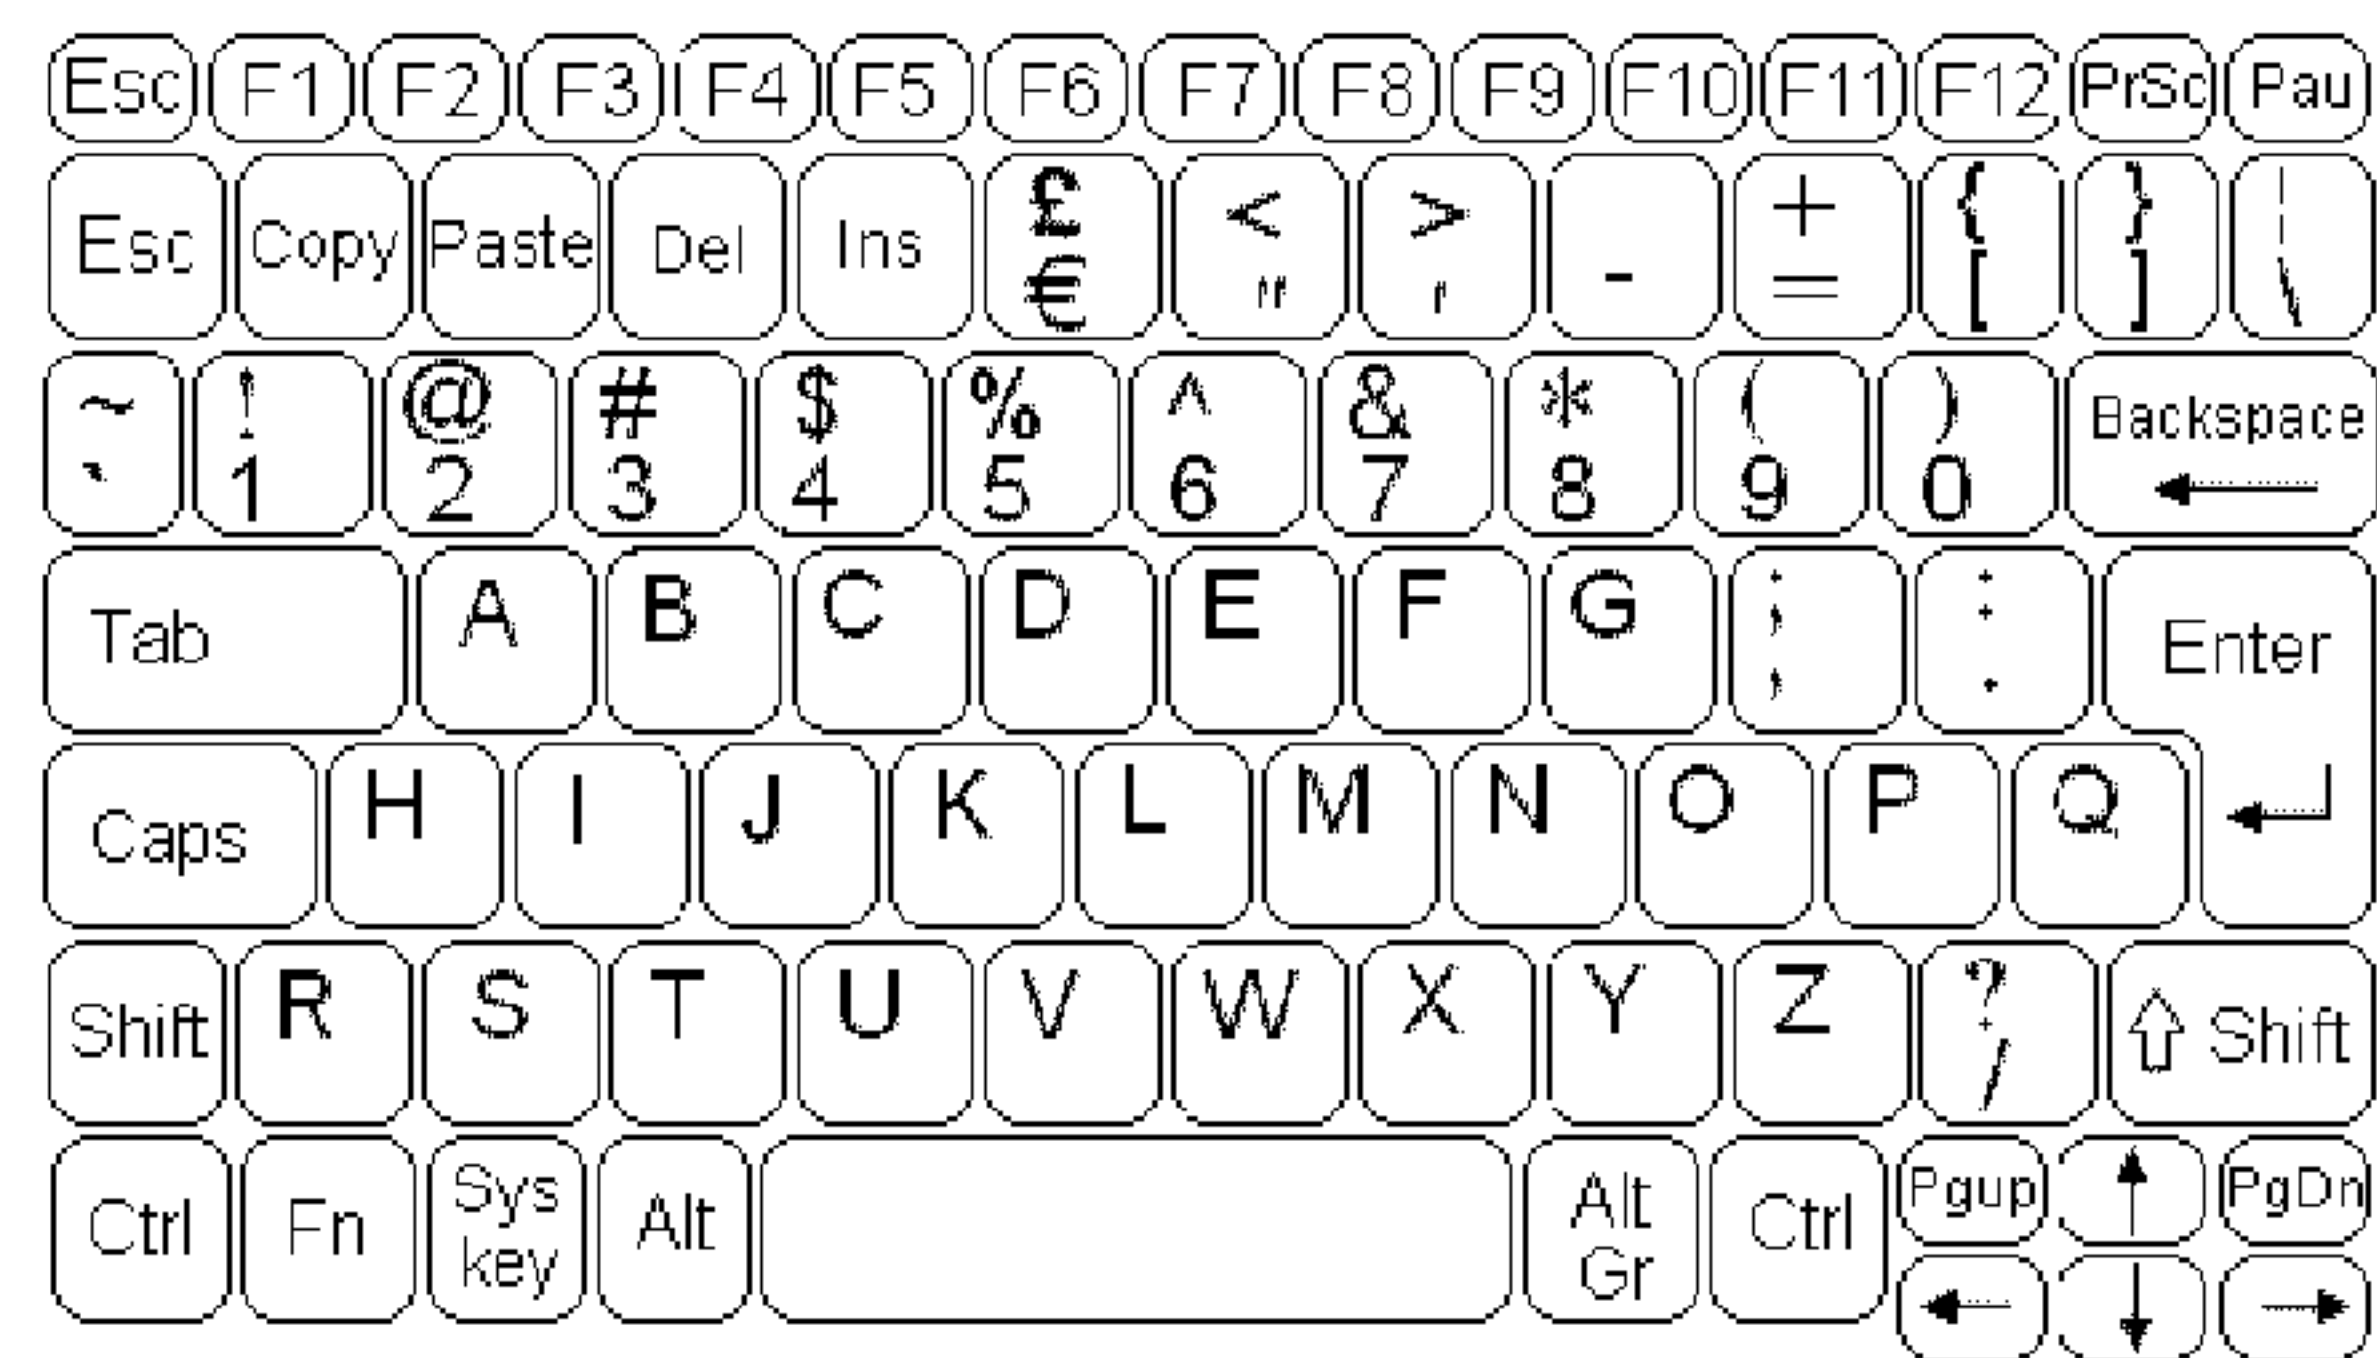 Esc F1 F2 F3 F4 F5 F6 F7 F8 F9 F10 F11 F12 PrSc Pau
£ < > + { } |
Esc Copy Paste Del Ins € " ' - = [ ] \
~ ! @ # $ % ^ & * ( ) Backspace
` 1 2 3 4 5 6 7 8 9 0 ←
Tab A B C D E F G ; : Enter
, .
Caps H I J K L M N O P Q ↵
Shift R S T U V W X Y Z ? ⇧ Shift
/
Ctrl Fn Sys key Alt Alt Gr Ctrl Pgup ↑ PgDn
← ↓ →